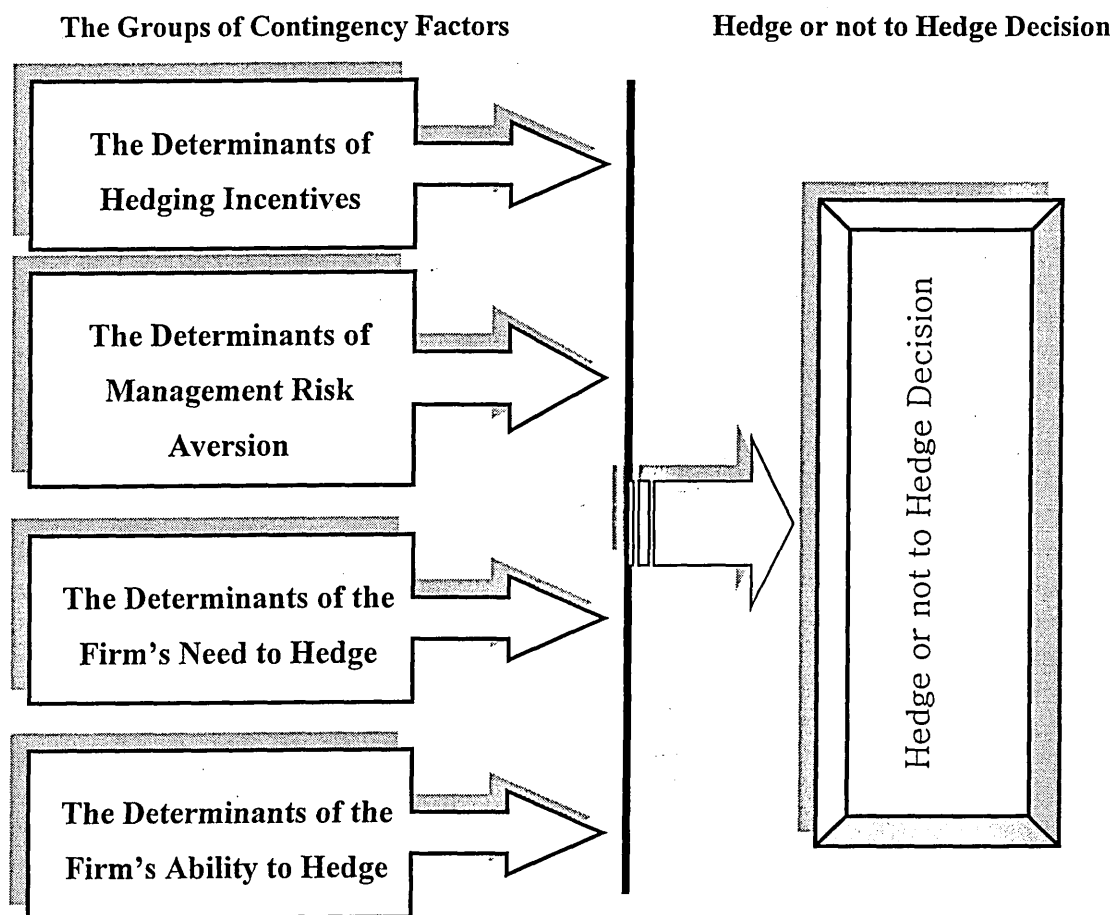 The Groups of Contingency Factors
Hedge or not to Hedge Decision
The Determinants of
Hedging Incentives
The Determinants of
Management Risk
Aversion
The Determinants of the
Firm's Need to Hedge
The Determinants of the
Firm's Ability to Hedge
Hedge or not to Hedge Decision